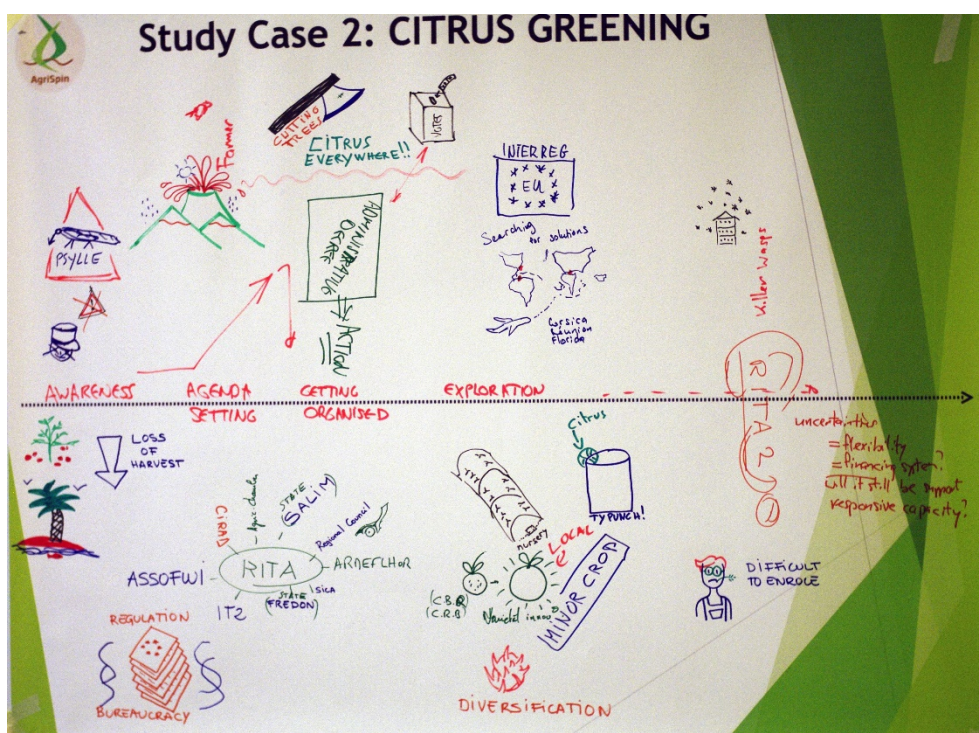 Study Case 2: CITRUS GREENING
AgriSpin
Farmer
CUTTING
TREES
CITRUS
EVERYWHERE!!
VOTES
INTERREG
EU
Searching
for solutions
Corsica
Réunion
Florida
PSYLLE
ADMINISTRATIVE
DECREE
ACTION
Killer Wasps
AWARENESS
AGENDA
SETTING
GETTING
ORGANISED
EXPLORATION
RITA 2
uncertainties
= flexibility
= financing system?
will it still be support
responsive capacity?
LOSS
OF
HARVEST
CIRAD
STATE
SALIM
Regional Council
ASSOFWI
RITA
ARMEFLHOR
IT2
STATE
(FREDON)
SICA
REGULATION
BUREAUCRACY
Citrus
TY PUNCH!
nursery
LOCAL
(C.B.Q
(C.R.B)
MINOR CROP
DIVERSIFICATION
DIFFICULT
TO ENROLE